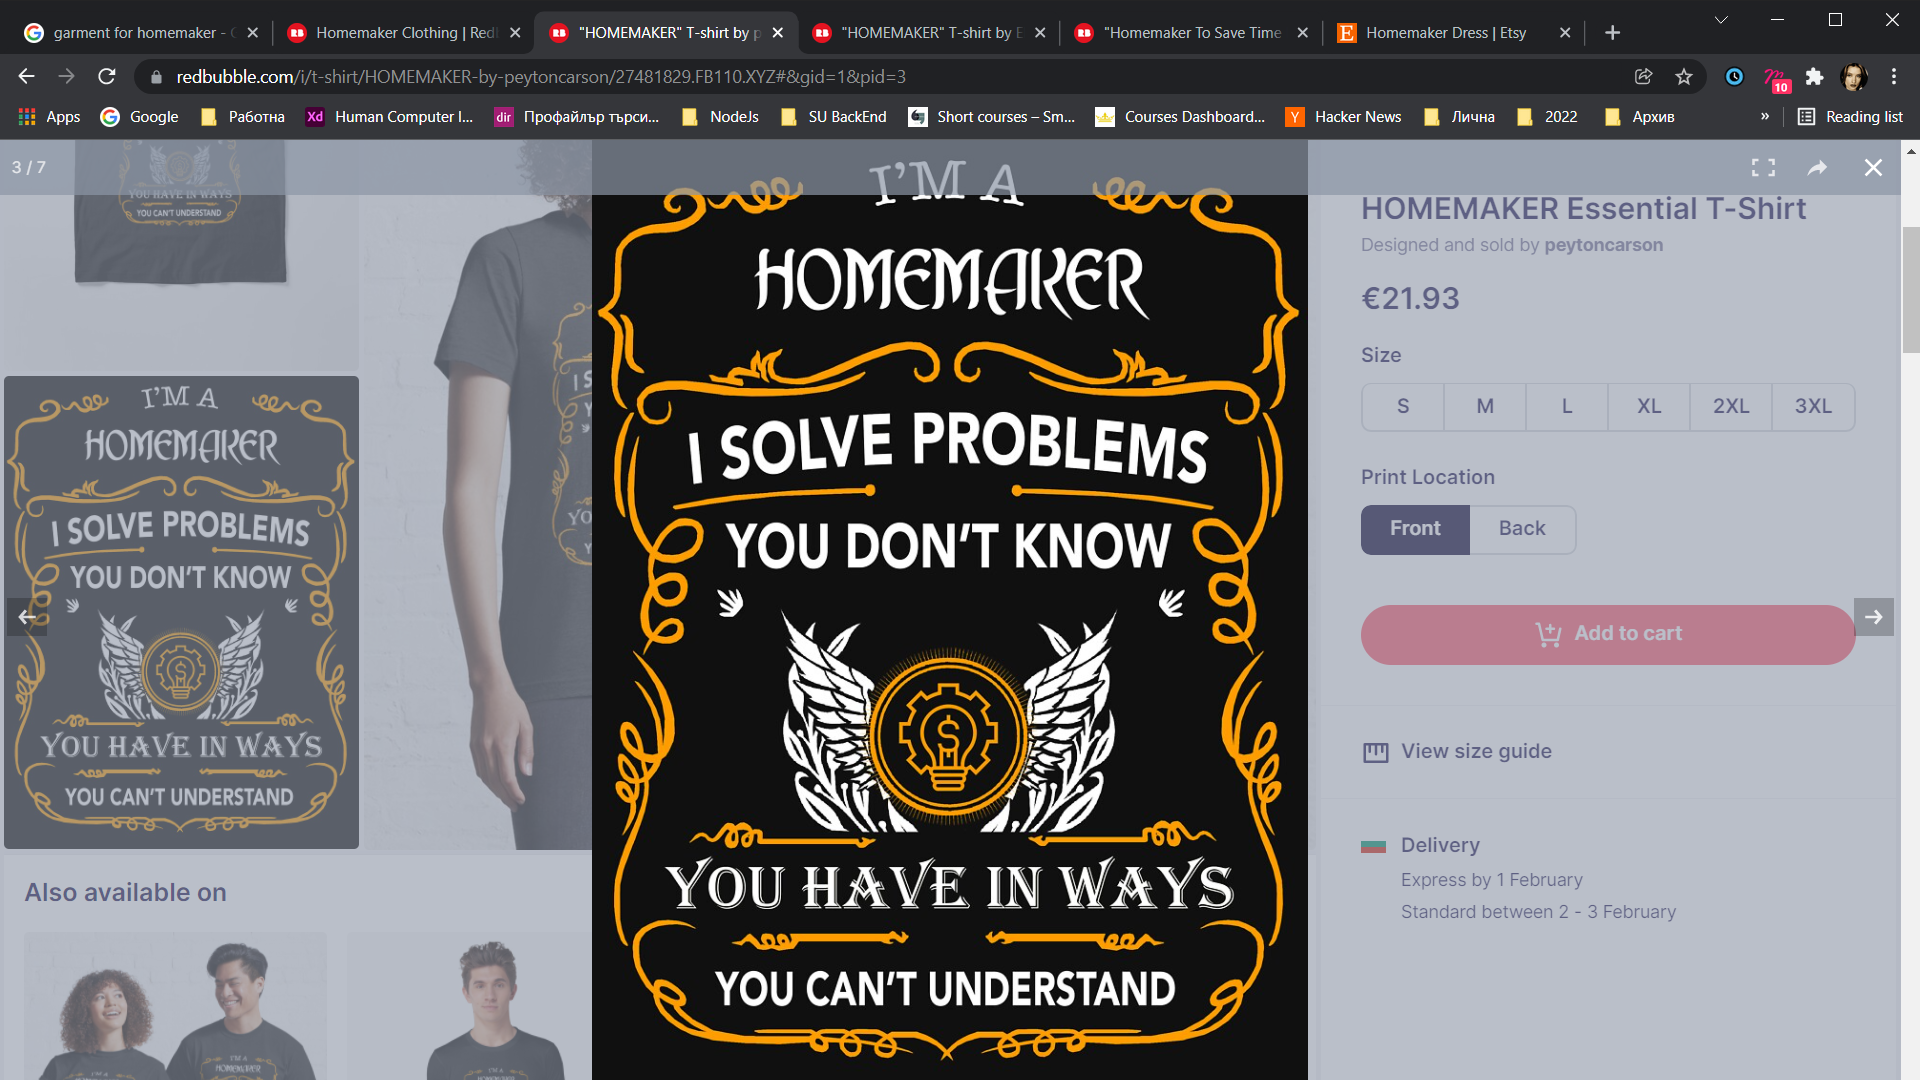 garment for homemaker - G
Homemaker Clothing | Redb
"HOMEMAKER" T-shirt by p
"HOMEMAKER" T-shirt by E
"Homemaker To Save Time
Homemaker Dress | Etsy
redbubble.com/i/t-shirt/HOMEMAKER-by-peytoncarson/27481829.FB110.XYZ#&gid=1&pid=3
10
Apps
Google
Работна
Xd Human Computer I...
dir Профайлър търси...
NodeJs
SU BackEnd
Short courses – Sm...
Courses Dashboard...
Y Hacker News
Лична
2022
Архив
»
Reading list
3 / 7
YOU HAVE IN WAYS
YOU CAN'T UNDERSTAND
I'M A
HOMEMAKER
I SOLVE PROBLEMS
YOU DON'T KNOW
YOU HAVE IN WAYS
YOU CAN'T UNDERSTAND
Also available on
I'M A
HOMEMAKER
I SOLVE PROBLEMS
YOU DON'T KNOW
$
YOU HAVE IN WAYS
YOU CAN'T UNDERSTAND
HOMEMAKER Essential T-Shirt
Designed and sold by peytoncarson
€21.93
Size
S M L XL 2XL 3XL
Print Location
Front Back
Add to cart
View size guide
Delivery
Express by 1 February
Standard between 2 - 3 February